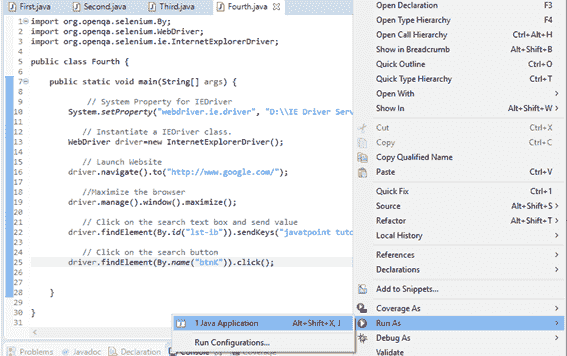 First.java Second.java Third.java Fourth.java
1 import org.openqa.selenium.By;
2 import org.openqa.selenium.WebDriver;
3 import org.openqa.selenium.ie.InternetExplorerDriver;
4
5 public class Fourth {
6
7 public static void main(String[] args) {
8
9 // System Property for IEDriver
10 System.setProperty("webdriver.ie.driver", "D:\\IE Driver Serv
11
12 // Instantiate a IEDriver class.
13 WebDriver driver=new InternetExplorerDriver();
14
15 // Launch Website
16 driver.navigate().to("http://www.google.com/");
17
18 //Maximize the browser
19 driver.manage().window().maximize();
20
21 // Click on the search text box and send value
22 driver.findElement(By.id("lst-ib")).sendKeys("javatpoint tuto
23
24 // Click on the search button
25 driver.findElement(By.name("btnK")).click();
26
27
28 }
29
30 }
31
Open Declaration F3
Open Type Hierarchy F4
Open Call Hierarchy Ctrl+Alt+H
Show in Breadcrumb Alt+Shift+B
Quick Outline Ctrl+O
Quick Type Hierarchy Ctrl+T
Open With
Show In Alt+Shift+W
Cut Ctrl+X
Copy Ctrl+C
Copy Qualified Name
Paste Ctrl+V
Quick Fix Ctrl+1
Source Alt+Shift+S
Refactor Alt+Shift+T
Local History
References
Declarations
Add to Snippets...
Coverage As
Run As
Debug As
Validate
1 Java Application Alt+Shift+X, J
Run Configurations...
Problems Javadoc Declaration Console Coverage